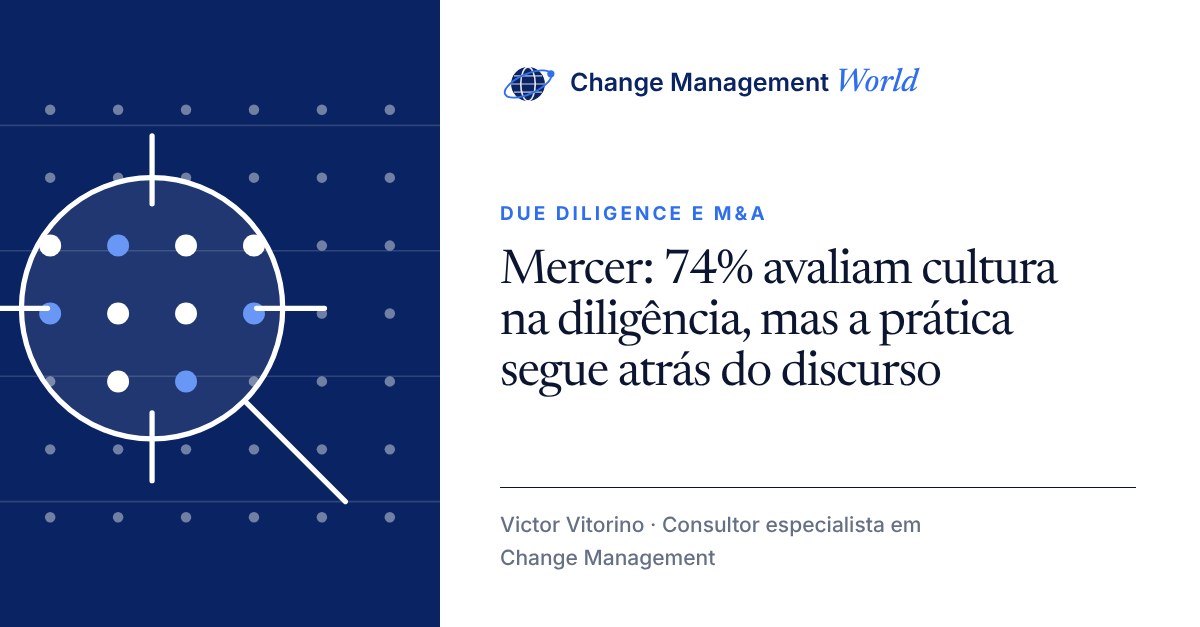 Change Management World
DUE DILIGENCE E M&A
Mercer: 74% avaliam cultura
na diligência, mas a prática
segue atrás do discurso
Victor Vitorino · Consultor especialista em
Change Management